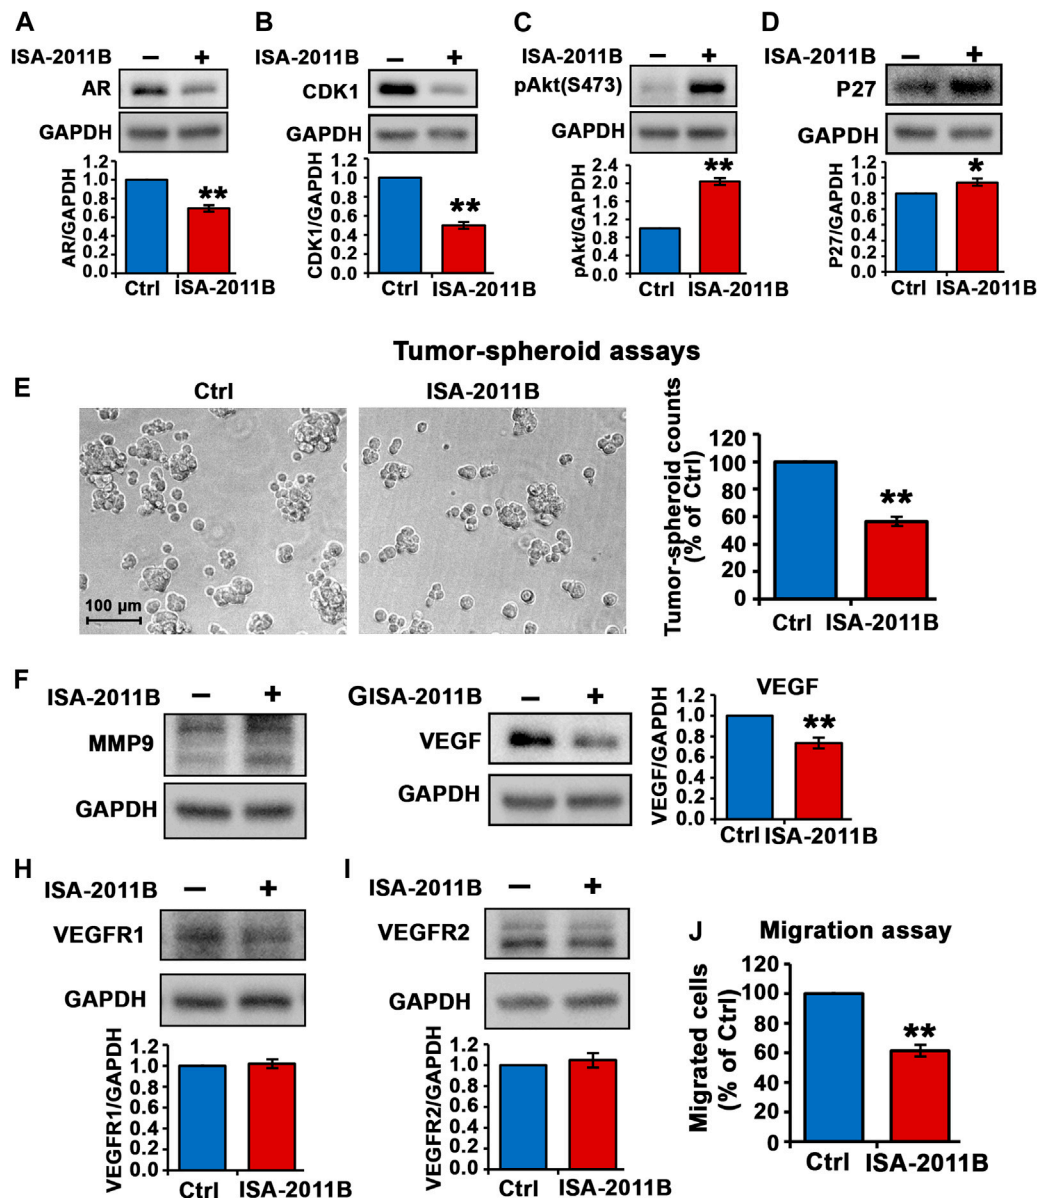 A
ISA-2011B − +
AR
GAPDH
AR/GAPDH
1.2
1.0
0.8
0.6
0.4
0.2
0.0
**
Ctrl ISA-2011B
B
ISA-2011B − +
CDK1
GAPDH
CDK1/GAPDH
1.2
1.0
0.8
0.6
0.4
0.2
0.0
**
Ctrl ISA-2011B
C
ISA-2011B − +
pAkt(S473)
GAPDH
pAkt/GAPDH
2.4
2.0
1.6
1.2
0.8
0.4
0.0
**
Ctrl ISA-2011B
D
ISA-2011B − +
P27
GAPDH
P27/GAPDH
1.2
1.0
0.8
0.6
0.4
0.2
0.0
*
Ctrl ISA-2011B
Tumor-spheroid assays
E
Ctrl
ISA-2011B
100 µm
Tumor-spheroid counts
(% of Ctrl)
120
100
80
60
40
20
0
**
Ctrl ISA-2011B
F
ISA-2011B − +
MMP9
GAPDH
GISA-2011B − +
VEGF
GAPDH
VEGF
VEGF/GAPDH
1.2
1.0
0.8
0.6
0.4
0.2
0.0
**
Ctrl ISA-2011B
H
ISA-2011B − +
VEGFR1
GAPDH
VEGFR1/GAPDH
1.2
1.0
0.8
0.6
0.4
0.2
0.0
Ctrl ISA-2011B
I
ISA-2011B − +
VEGFR2
GAPDH
VEGFR2/GAPDH
1.2
1.0
0.8
0.6
0.4
0.2
0.0
Ctrl ISA-2011B
J
Migration assay
Migrated cells
(% of Ctrl)
120
100
80
60
40
20
0
**
Ctrl ISA-2011B